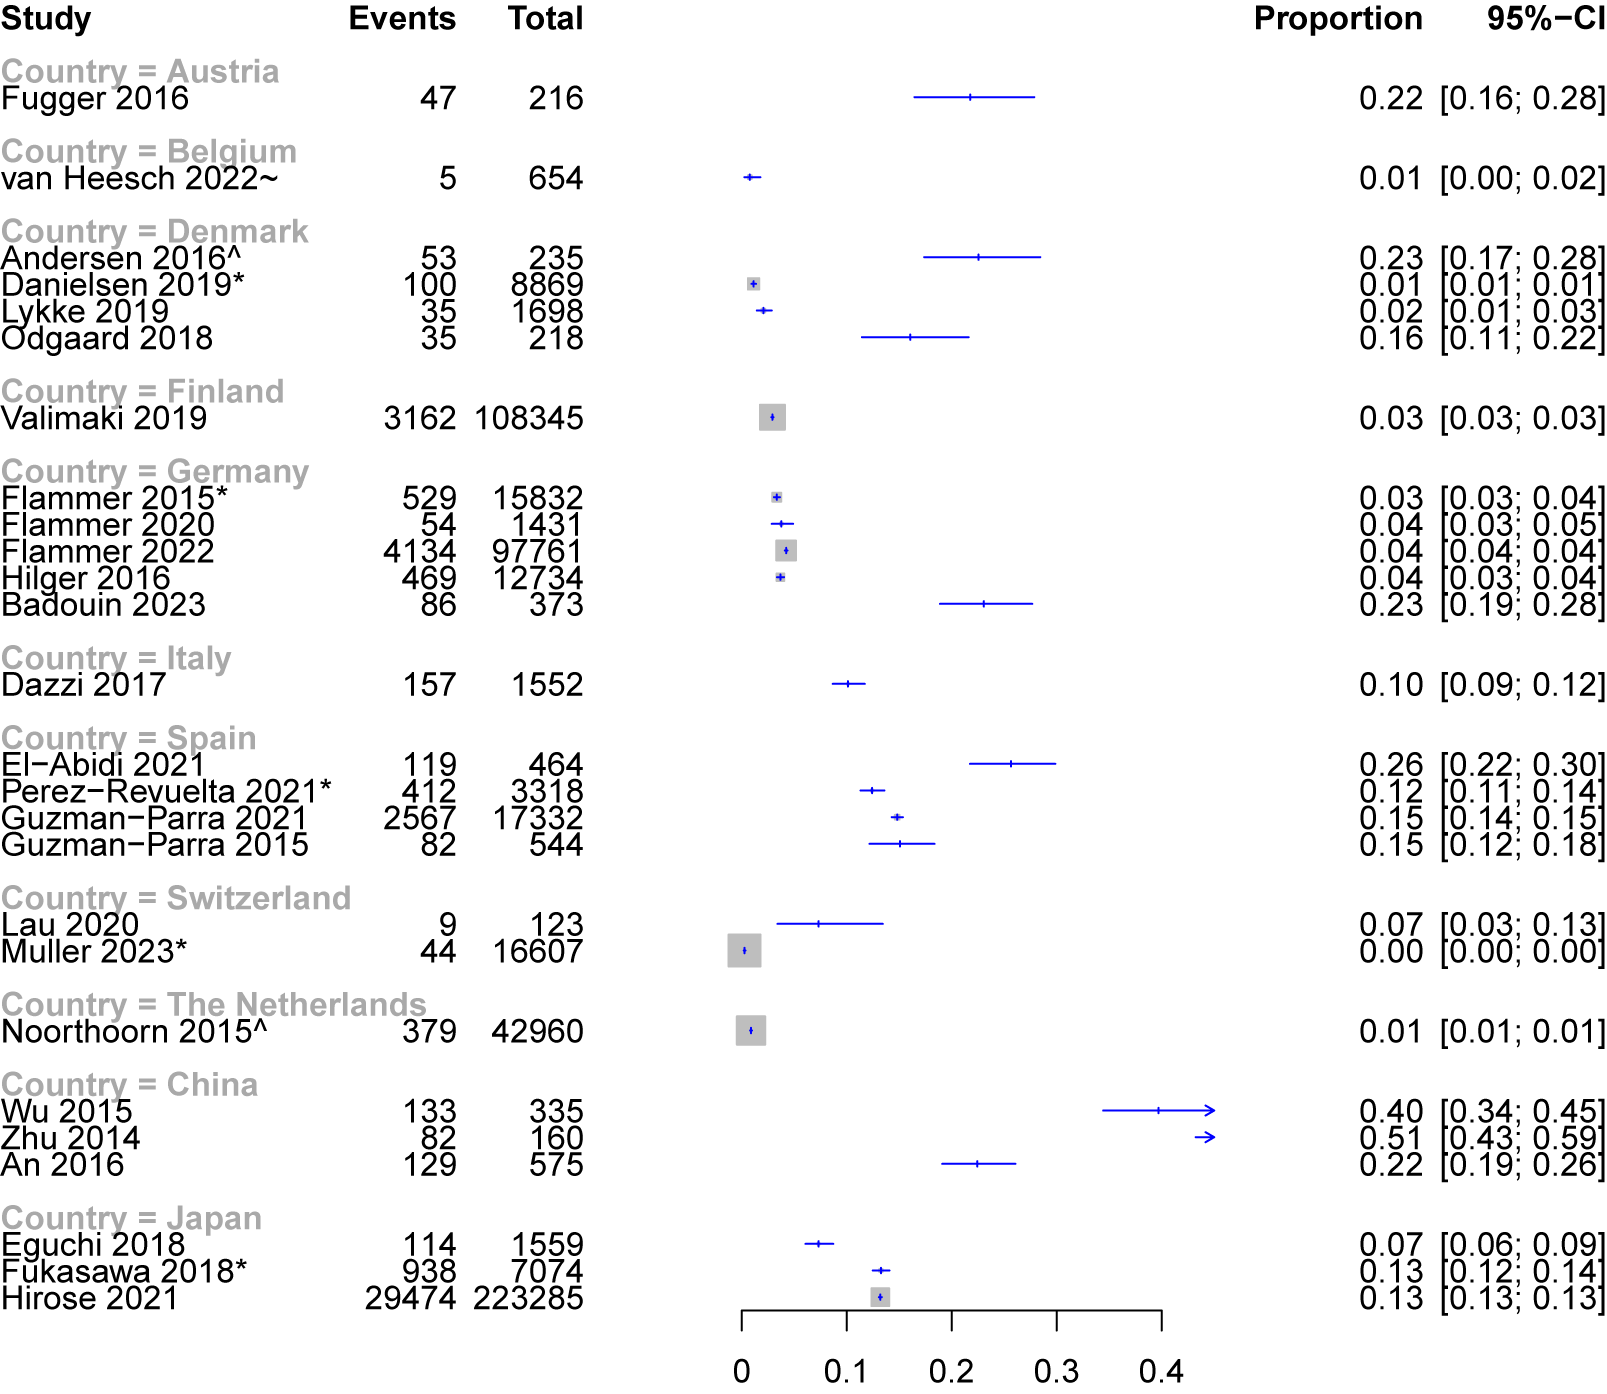 Study Events Total Proportion 95%−CI
Country = Austria
Fugger 2016 47 216 0.22 [0.16; 0.28]
Country = Belgium
van Heesch 2022~ 5 654 0.01 [0.00; 0.02]
Country = Denmark
Andersen 2016^ 53 235 0.23 [0.17; 0.28]
Danielsen 2019* 100 8869 0.01 [0.01; 0.01]
Lykke 2019 35 1698 0.02 [0.01; 0.03]
Odgaard 2018 35 218 0.16 [0.11; 0.22]
Country = Finland
Valimaki 2019 3162 108345 0.03 [0.03; 0.03]
Country = Germany
Flammer 2015* 529 15832 0.03 [0.03; 0.04]
Flammer 2020 54 1431 0.04 [0.03; 0.05]
Flammer 2022 4134 97761 0.04 [0.04; 0.04]
Hilger 2016 469 12734 0.04 [0.03; 0.04]
Badouin 2023 86 373 0.23 [0.19; 0.28]
Country = Italy
Dazzi 2017 157 1552 0.10 [0.09; 0.12]
Country = Spain
El−Abidi 2021 119 464 0.26 [0.22; 0.30]
Perez−Revuelta 2021* 412 3318 0.12 [0.11; 0.14]
Guzman−Parra 2021 2567 17332 0.15 [0.14; 0.15]
Guzman−Parra 2015 82 544 0.15 [0.12; 0.18]
Country = Switzerland
Lau 2020 9 123 0.07 [0.03; 0.13]
Muller 2023* 44 16607 0.00 [0.00; 0.00]
Country = The Netherlands
Noorthoorn 2015^ 379 42960 0.01 [0.01; 0.01]
Country = China
Wu 2015 133 335 0.40 [0.34; 0.45]
Zhu 2014 82 160 0.51 [0.43; 0.59]
An 2016 129 575 0.22 [0.19; 0.26]
Country = Japan
Eguchi 2018 114 1559 0.07 [0.06; 0.09]
Fukasawa 2018* 938 7074 0.13 [0.12; 0.14]
Hirose 2021 29474 223285 0.13 [0.13; 0.13]
0 0.1 0.2 0.3 0.4